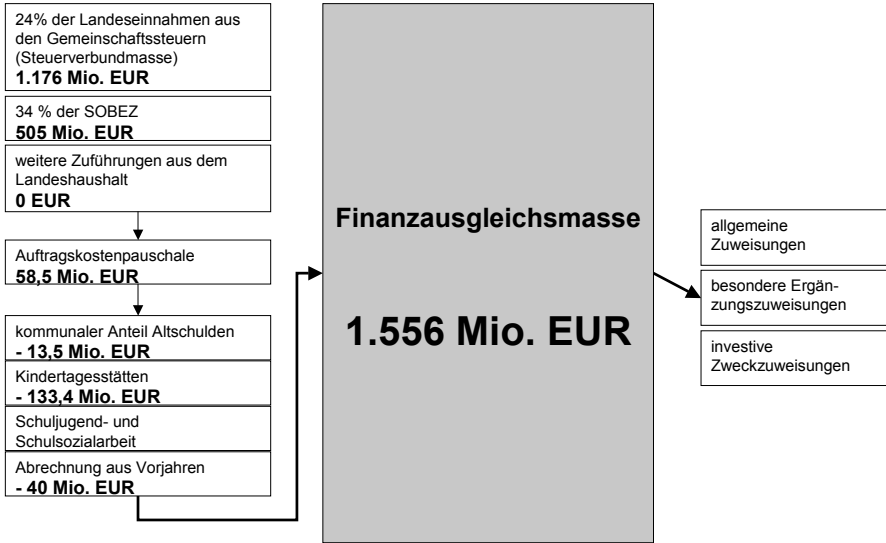 24% der Landeseinnahmen aus
den Gemeinschaftssteuern
(Steuerverbundmasse)
1.176 Mio. EUR
34 % der SOBEZ
505 Mio. EUR
weitere Zuführungen aus dem
Landeshaushalt
0 EUR
Auftragskostenpauschale
58,5 Mio. EUR
kommunaler Anteil Altschulden
- 13,5 Mio. EUR
Kindertagesstätten
- 133,4 Mio. EUR
Schuljugend- und
Schulsozialarbeit
Abrechnung aus Vorjahren
- 40 Mio. EUR
Finanzausgleichsmasse
1.556 Mio. EUR
allgemeine
Zuweisungen
besondere Ergän-
zungszuweisungen
investive
Zweckzuweisungen